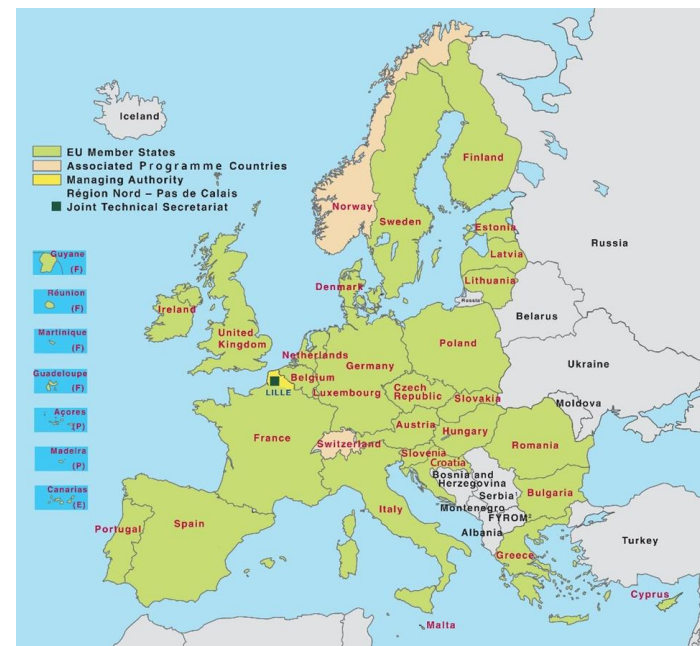 Iceland
EU Member States
Associated Programme Countries
Managing Authority
Région Nord – Pas de Calais
Joint Technical Secretariat
Guyane
(F)
Réunion
(F)
Martinique
(F)
Guadeloupe
(F)
Açores
(P)
Madeira
(P)
Canarias
(E)
Finland
Norway
Sweden
Estonia
Russia
Latvia
Denmark
Lithuania
Russia
Ireland
Belarus
United
Kingdom
Poland
Netherlands
Germany
Ukraine
Belgium
LILLE
Luxembourg
Czech
Republic
Slovakia
Moldova
Austria
Hungary
France
Switzerland
Romania
Slovenia
Croatia
Bosnia and
Herzegovina
Serbia
Bulgaria
Montenegro
FYROM
Italy
Spain
Portugal
Albania
Turkey
Greece
Cyprus
Malta